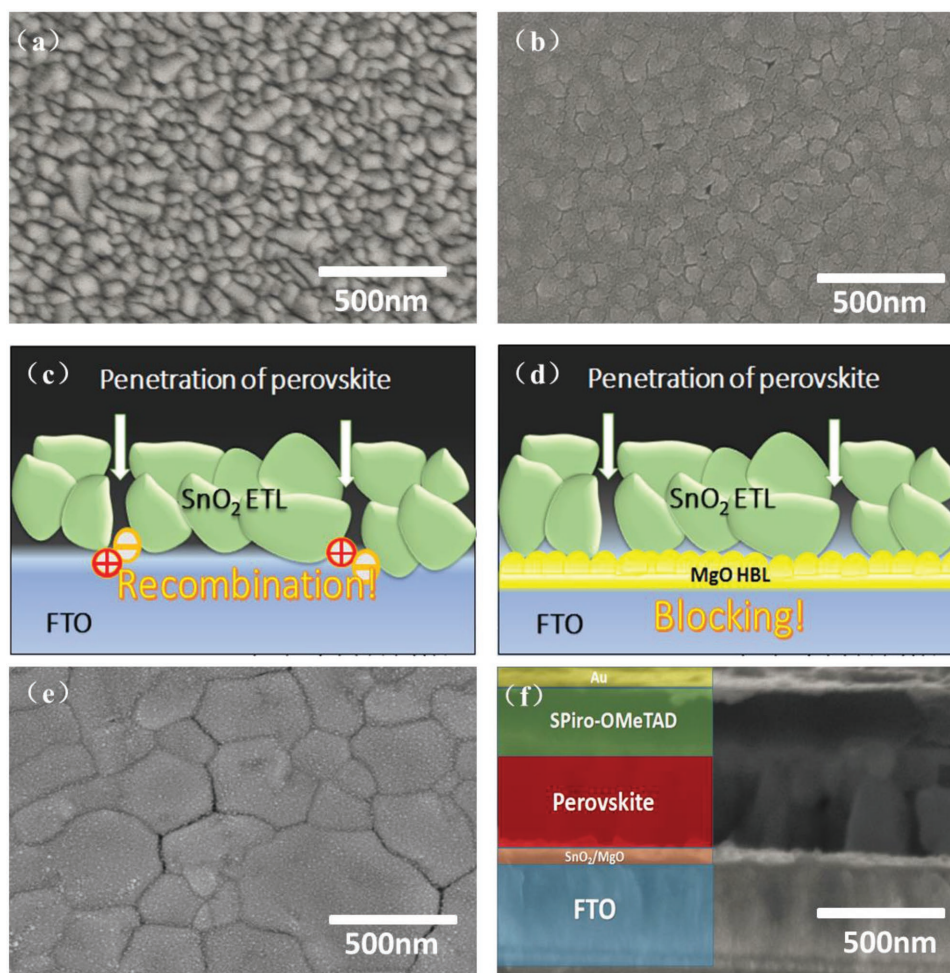 （a）
500nm
（b）
500nm
（c）
Penetration of perovskite
SnO₂ ETL
Recombination!
FTO
（d）
Penetration of perovskite
SnO₂ ETL
MgO HBL
Blocking!
FTO
（e）
500nm
（f）
Au
SPiro-OMeTAD
Perovskite
SnO₂/MgO
FTO
500nm